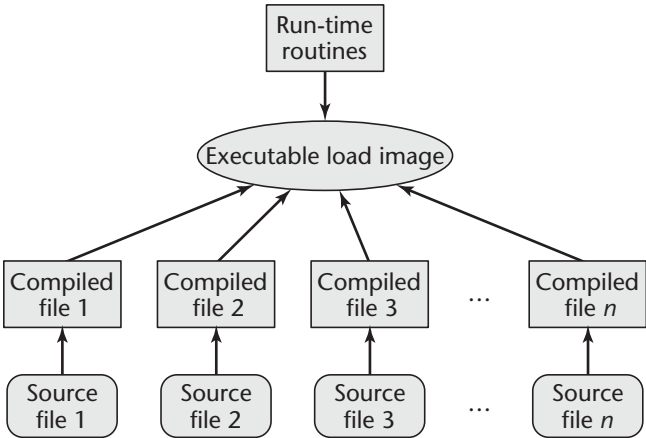 Run-time
routines
Executable load image
Compiled
file 1
Compiled
file 2
Compiled
file 3
...
Compiled
file n
Source
file 1
Source
file 2
Source
file 3
...
Source
file n